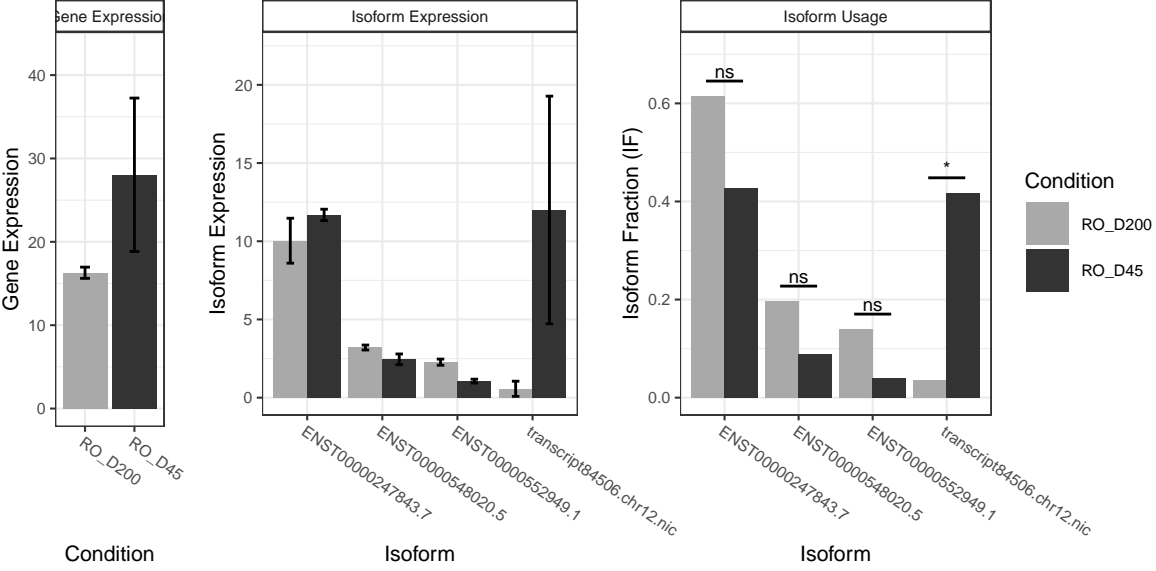 Gene Expression
Gene Expression
40
30
20
10
0
RO_D200
RO_D45
Condition
Isoform Expression
Isoform Expression
20
15
10
5
0
ENST00000247843.7
ENST00000548020.5
ENST00000552949.1
transcript84506.chr12.nic
Isoform
Isoform Usage
Isoform Fraction (IF)
0.6
0.4
0.2
0.0
ns
ns
ns
*
ENST00000247843.7
ENST00000548020.5
ENST00000552949.1
transcript84506.chr12.nic
Isoform
Condition
RO_D200
RO_D45